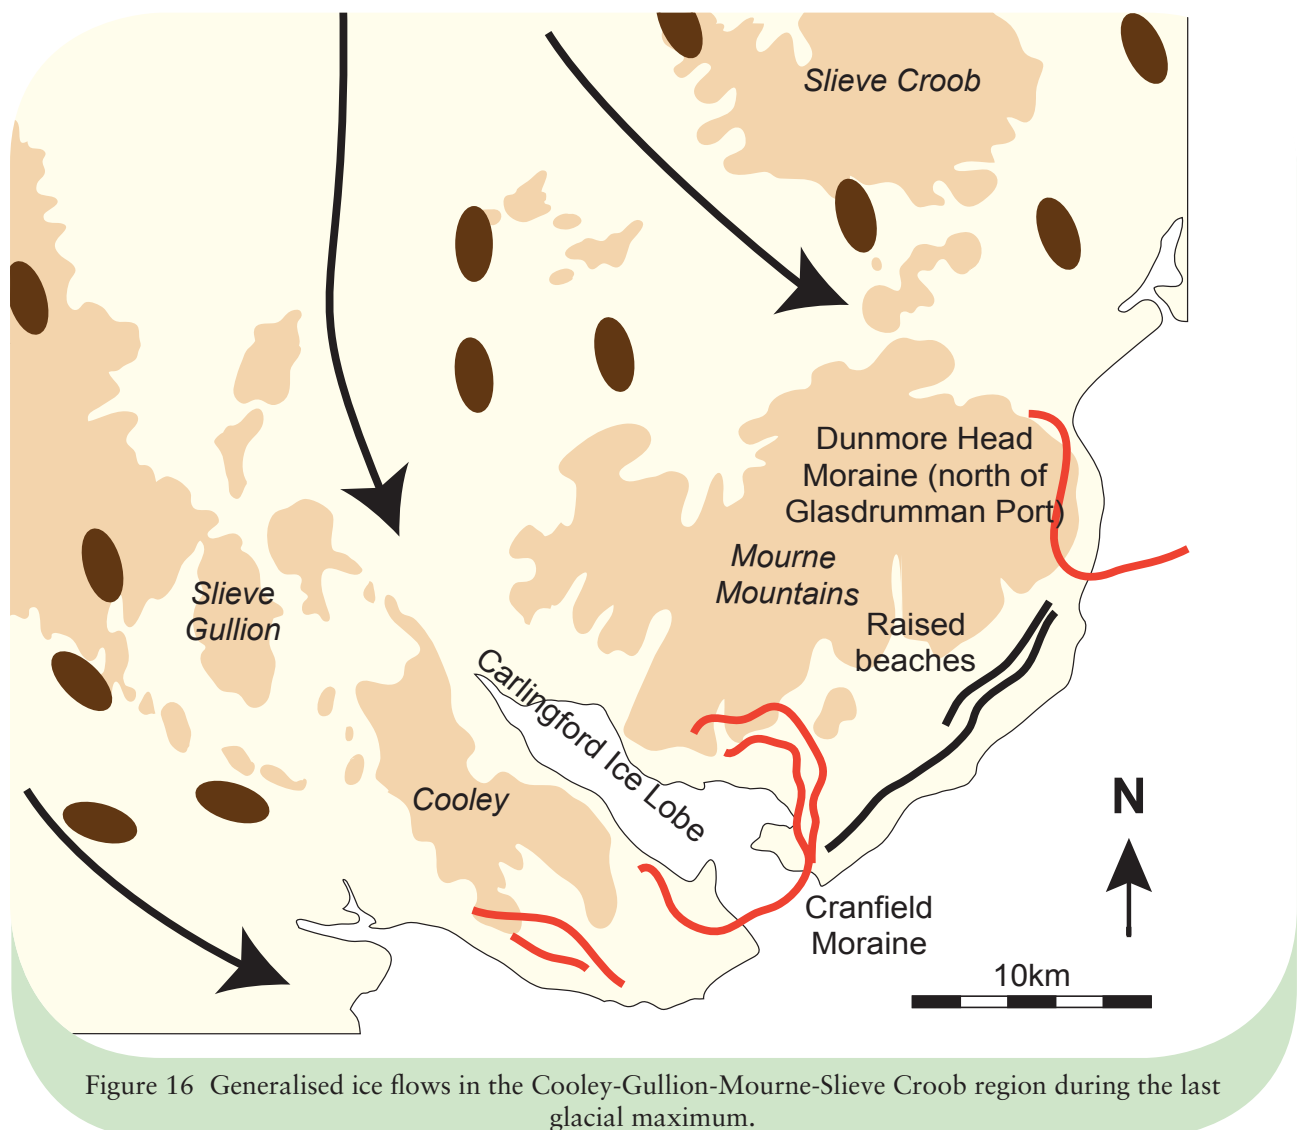 Slieve Croob
Dunmore Head
Moraine (north of
Glasdrumman Port)
Mourne
Mountains
Slieve
Gullion
Raised
beaches
Carlingford Ice Lobe
Cooley
N
Cranfield
Moraine
10km
Figure 16 Generalised ice flows in the Cooley-Gullion-Mourne-Slieve Croob region during the last
glacial maximum.